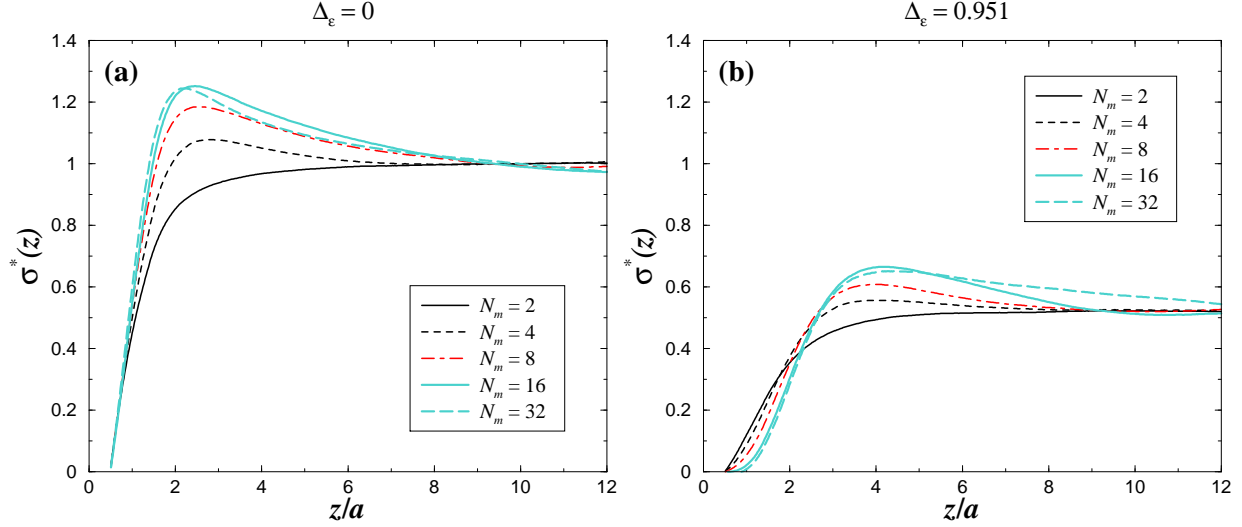 Δε = 0
Δε = 0.951
(a)
1.4
1.2
1
0.8
0.6
0.4
0.2
0
σ*(z)
0 2 4 6 8 10 12
z/a
Nm = 2
Nm = 4
Nm = 8
Nm = 16
Nm = 32
(b)
1.4
1.2
1
0.8
0.6
0.4
0.2
0
σ*(z)
0 2 4 6 8 10 12
z/a
Nm = 2
Nm = 4
Nm = 8
Nm = 16
Nm = 32